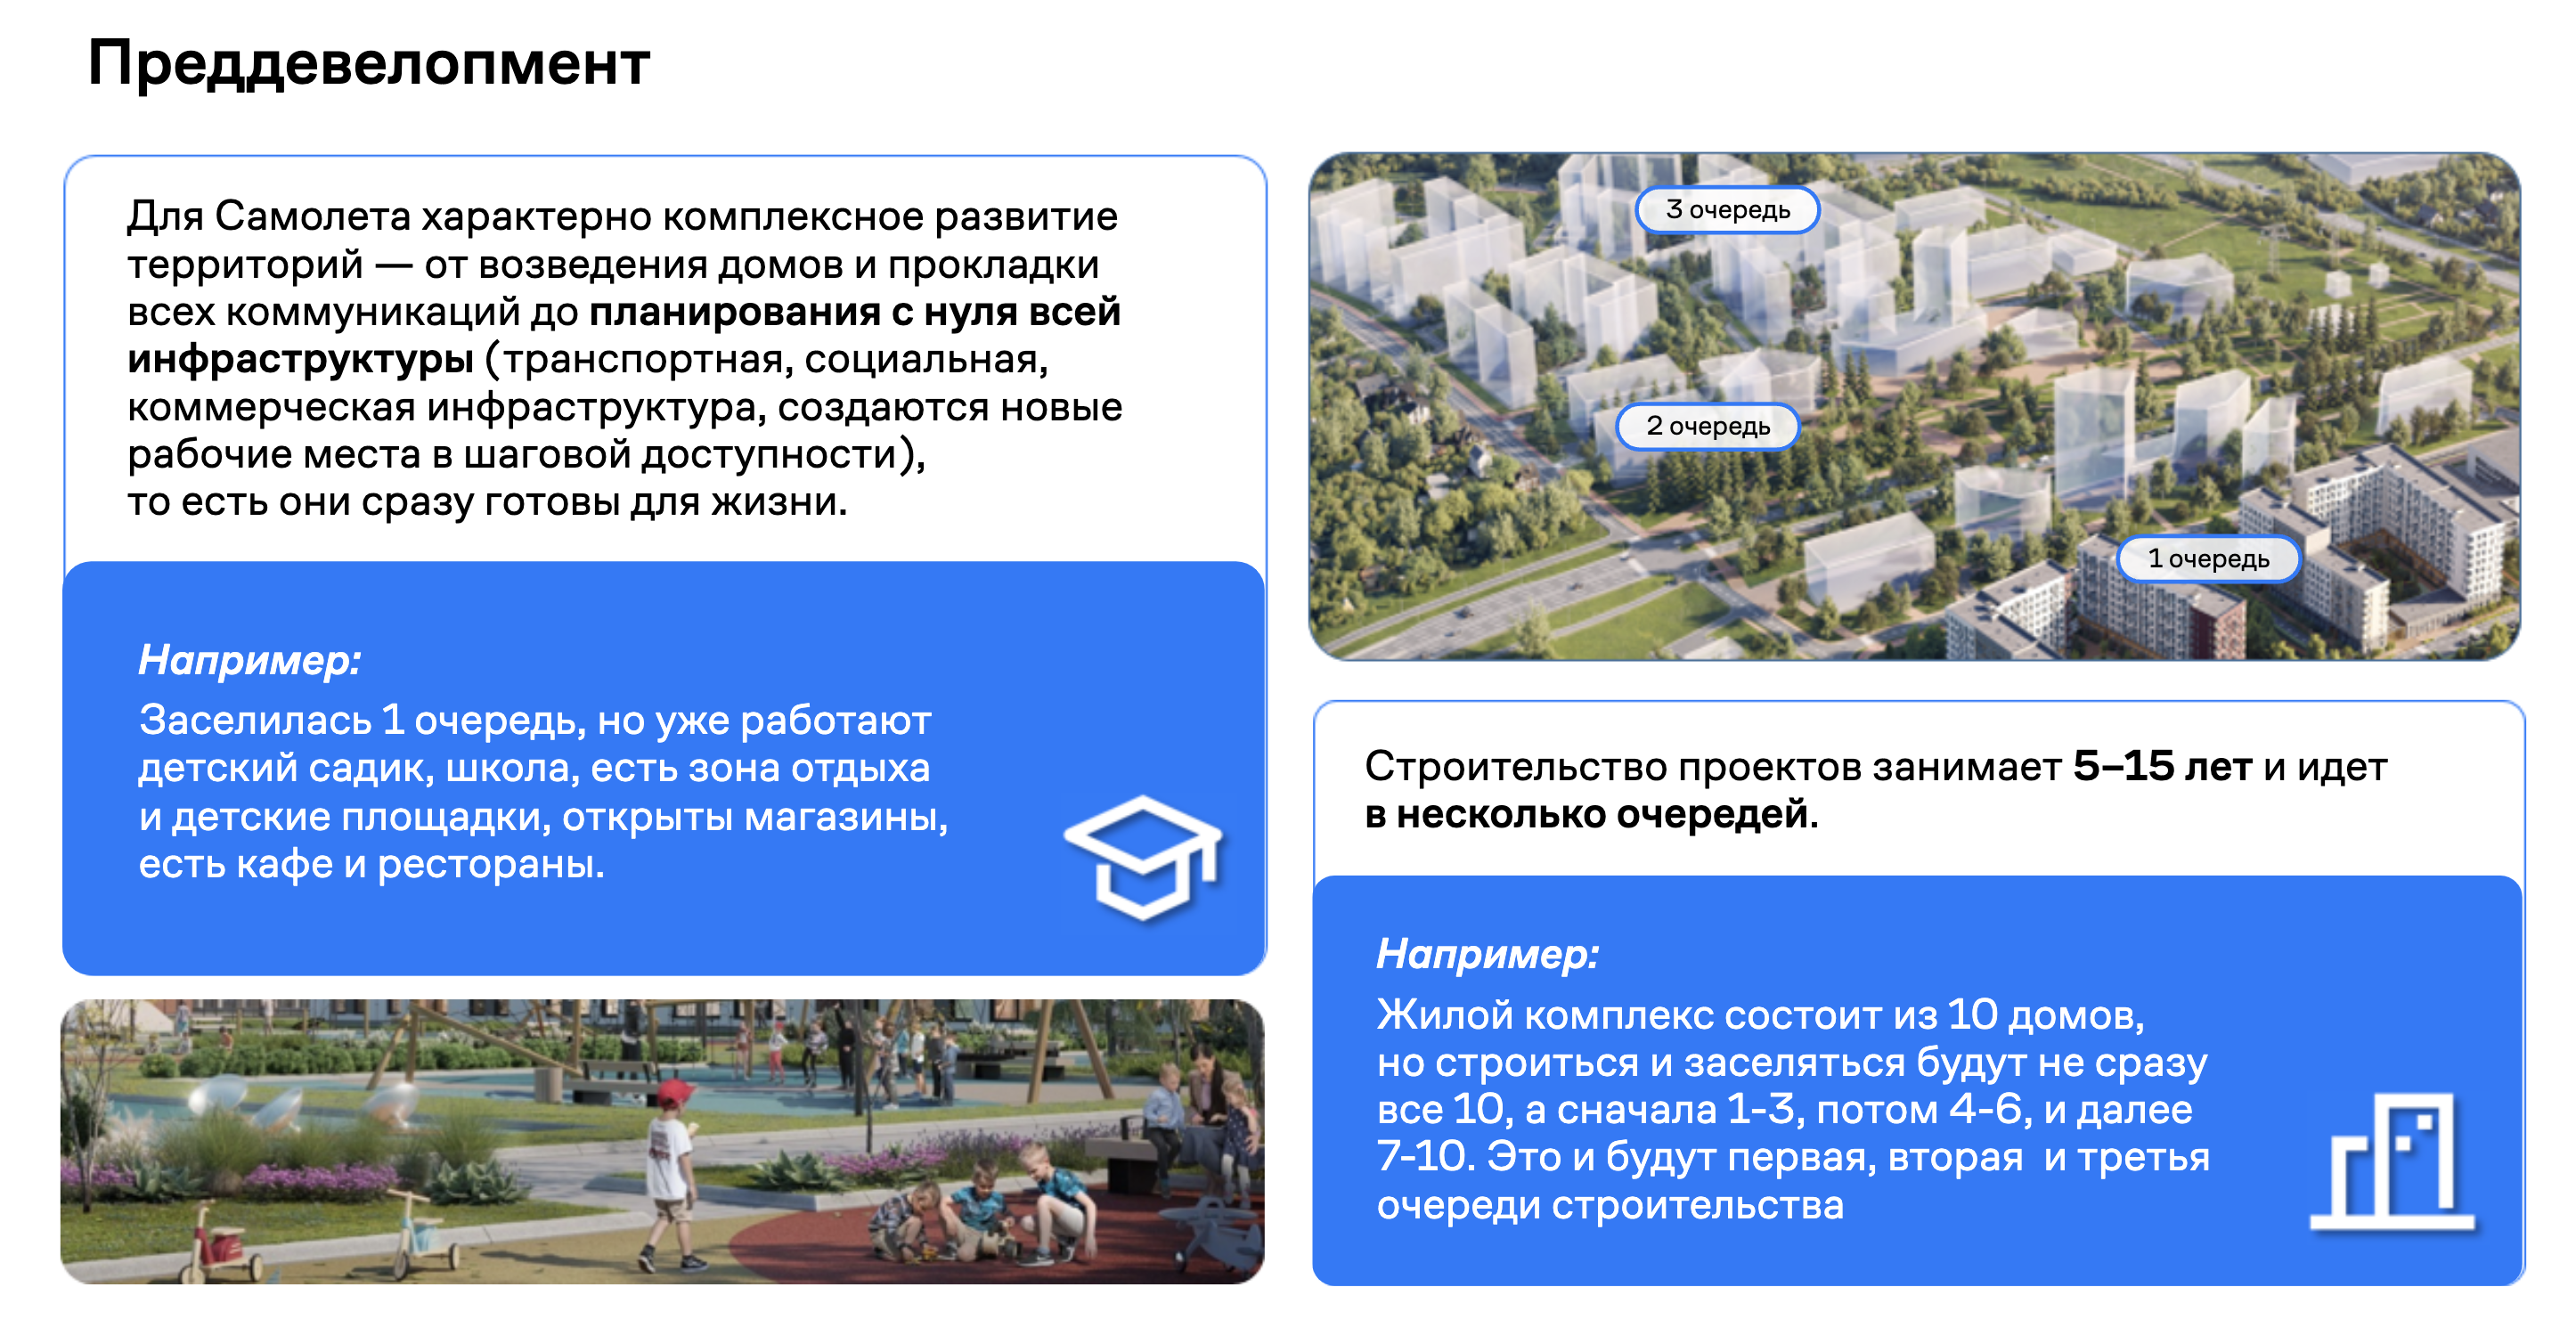 Преддевелопмент
Для Самолета характерно комплексное развитие
территорий — от возведения домов и прокладки
всех коммуникаций до планирования с нуля всей
инфраструктуры (транспортная, социальная,
коммерческая инфраструктура, создаются новые
рабочие места в шаговой доступности),
то есть они сразу готовы для жизни.
Например:
Заселилась 1 очередь, но уже работают
детский садик, школа, есть зона отдыха
и детские площадки, открыты магазины,
есть кафе и рестораны.
3 очередь
2 очередь
1 очередь
Строительство проектов занимает 5–15 лет и идет
в несколько очередей.
Например:
Жилой комплекс состоит из 10 домов,
но строиться и заселяться будут не сразу
все 10, а сначала 1-3, потом 4-6, и далее
7-10. Это и будут первая, вторая  и третья
очереди строительства